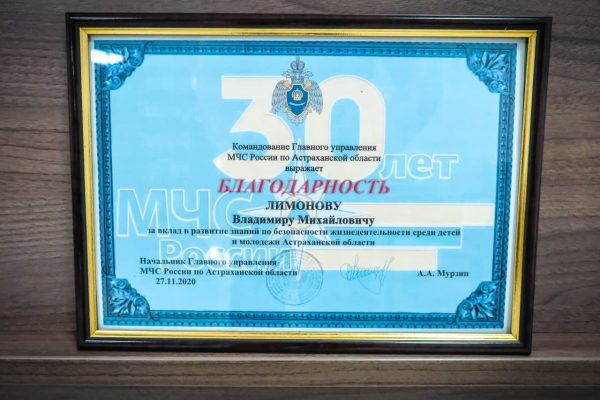 30 лет
МЧС
России
Командование Главного управления
МЧС России по Астраханской области
выражает
БЛАГОДАРНОСТЬ
ЛИМОНОВУ
Владимиру Михайловичу
за вклад в развитие знаний по безопасности жизнедеятельности среди детей
и молодежи Астраханской области
Начальник Главного управления
МЧС России по Астраханской области
А.А. Мурзин
27.11.2020